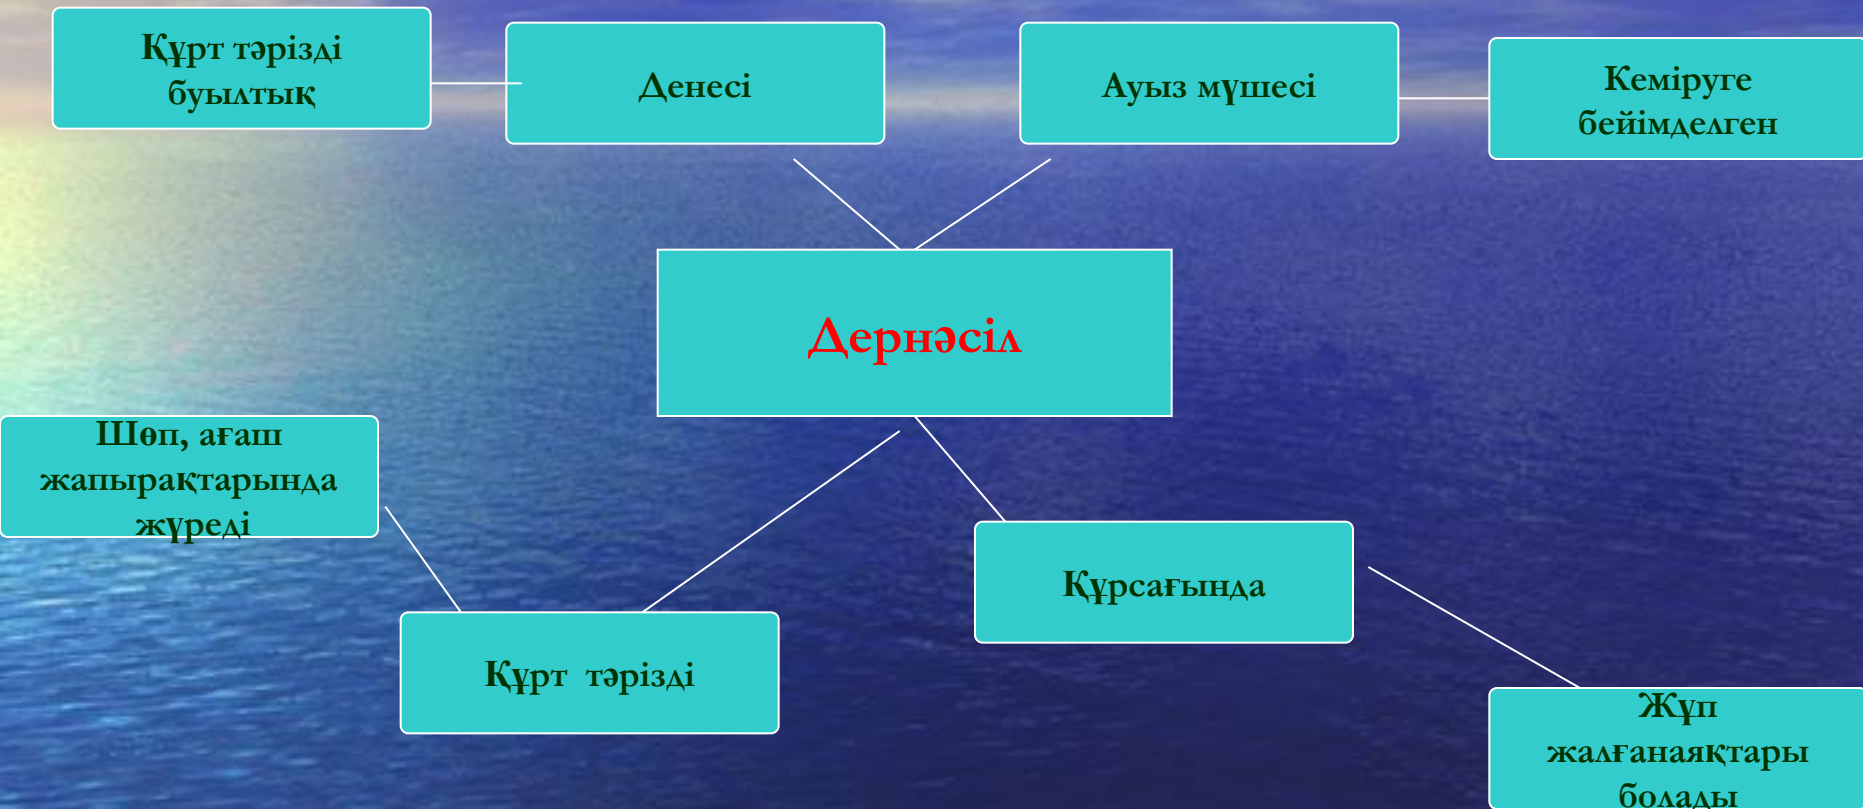 Құрт тәрізді
буылтық
Денесі
Ауыз мүшесі
Кеміруге
бейімделген
Дернәсіл
Шөп, ағаш
жапырақтарында
жүреді
Құрсағында
Құрт тәрізді
Жұп
жалғанаяқтары
болады